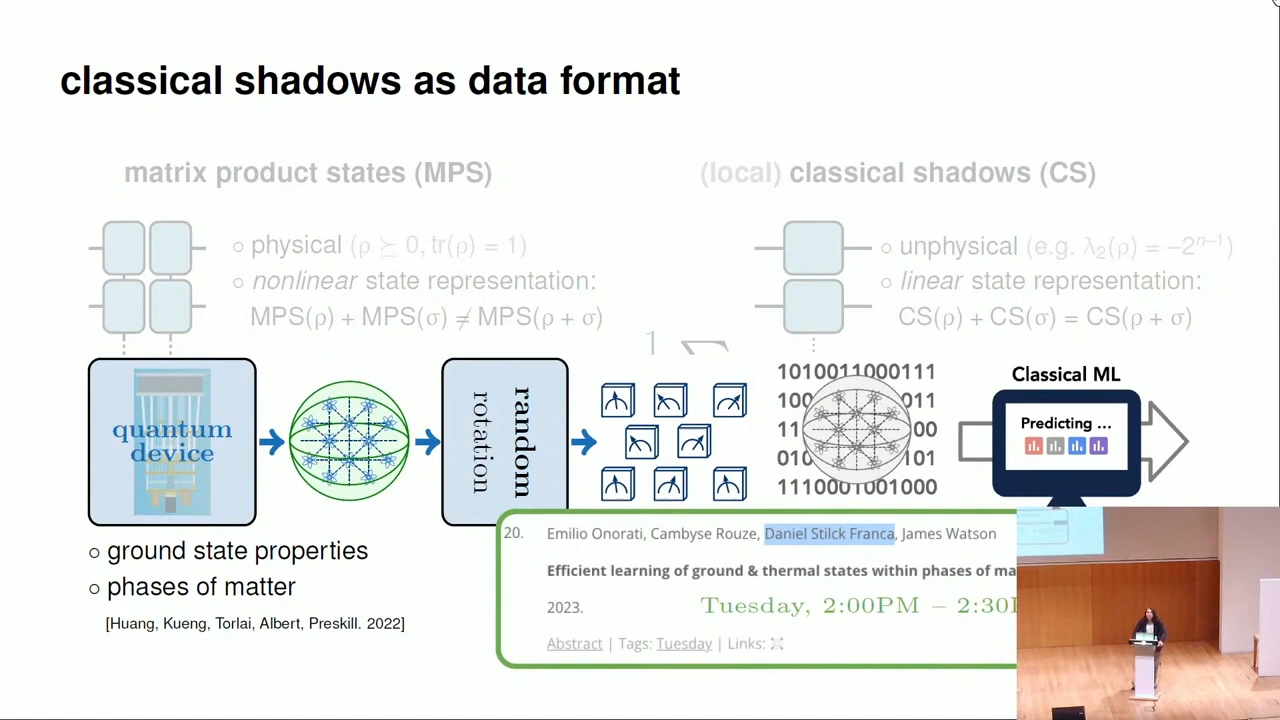 classical shadows as data format
matrix product states (MPS)
(local) classical shadows (CS)
○ physical (ρ ⪰ 0, tr(ρ) = 1)
○ nonlinear state representation:
MPS(ρ) + MPS(σ) ≠ MPS(ρ + σ)
○ unphysical (e.g. λ₂(ρ) = −2ⁿ⁻¹)
○ linear state representation:
CS(ρ) + CS(σ) = CS(ρ + σ)
1
quantum
device
random
rotation
1010011000111
100 011
11 00
010 101
1110001001000
Classical ML
Predicting ...
○ ground state properties
○ phases of matter
[Huang, Kueng, Torlai, Albert, Preskill. 2022]
20. Emilio Onorati, Cambyse Rouze, Daniel Stilck Franca, James Watson
Efficient learning of ground & thermal states within phases of ma
2023. Tuesday, 2:00PM – 2:30
Abstract | Tags: Tuesday | Links: